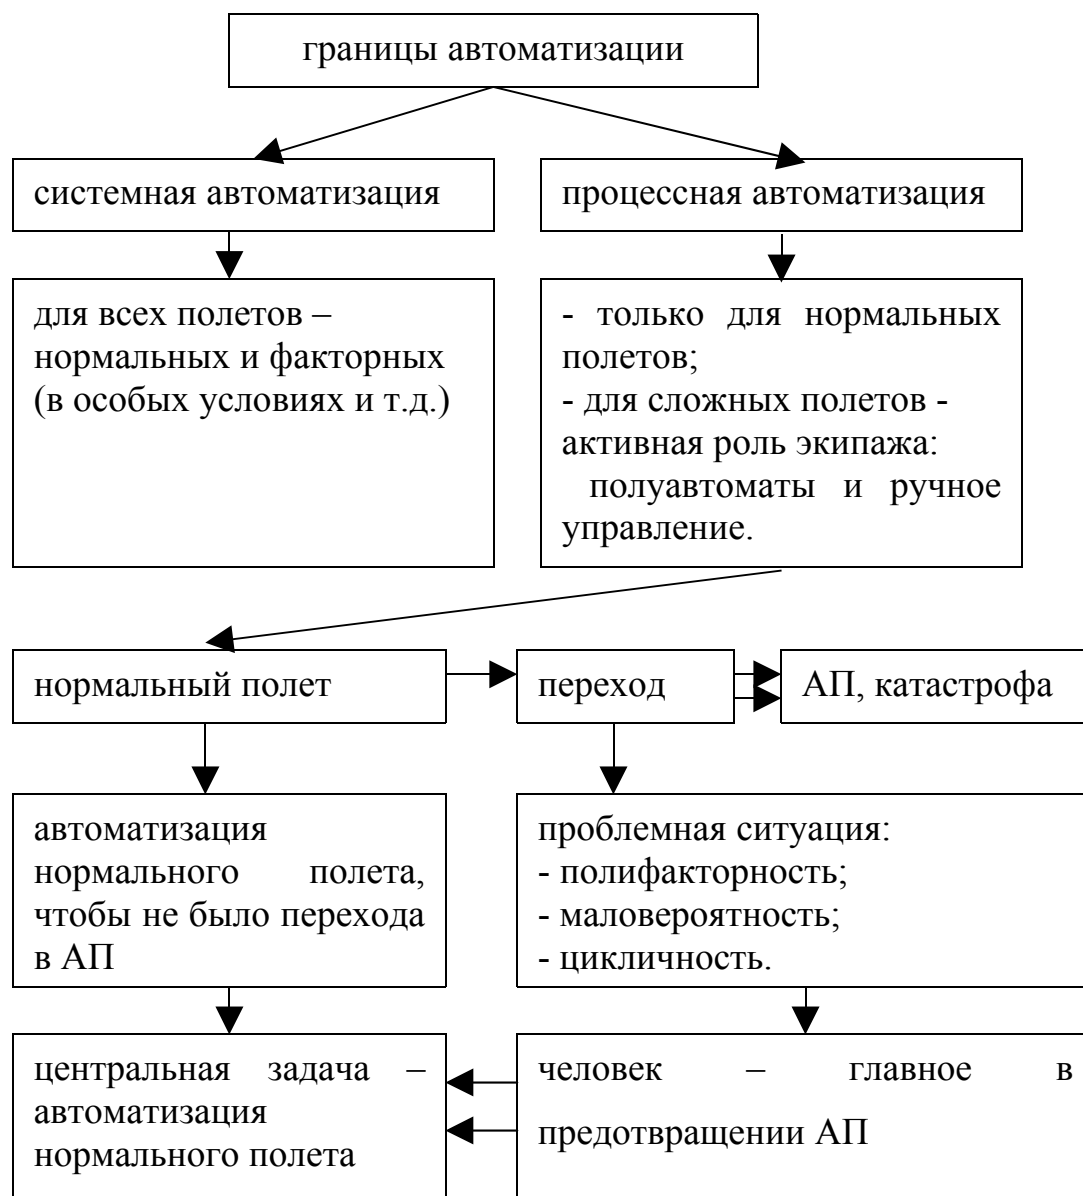 границы автоматизации
системная автоматизация
процессная автоматизация
для всех полетов –
нормальных и факторных
(в особых условиях и т.д.)
- только для нормальных
полетов;
- для сложных полетов -
активная роль экипажа:
полуавтоматы и ручное
управление.
нормальный полет
переход
АП, катастрофа
автоматизация
нормального полета,
чтобы не было перехода
в АП
проблемная ситуация:
- полифакторность;
- маловероятность;
- цикличность.
центральная задача –
автоматизация
нормального полета
человек – главное в
предотвращении АП